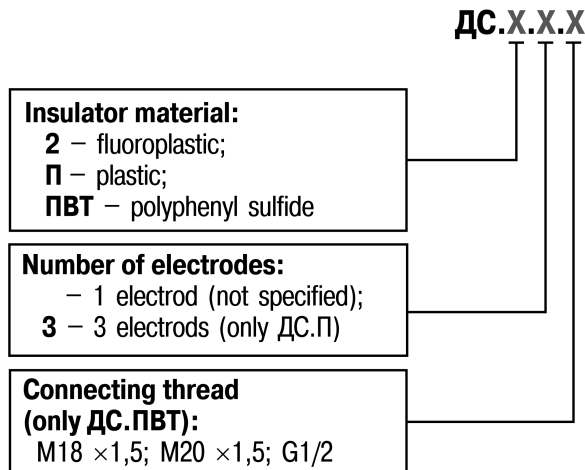 ДС.X.X.X
Insulator material:
2 – fluoroplastic;
П – plastic;
ПВТ – polyphenyl sulfide
Number of electrodes:
– 1 electrod (not specified);
3 – 3 electrods (only ДС.П)
Connecting thread
(only ДС.ПВТ):
M18 ×1,5; M20 ×1,5; G1/2